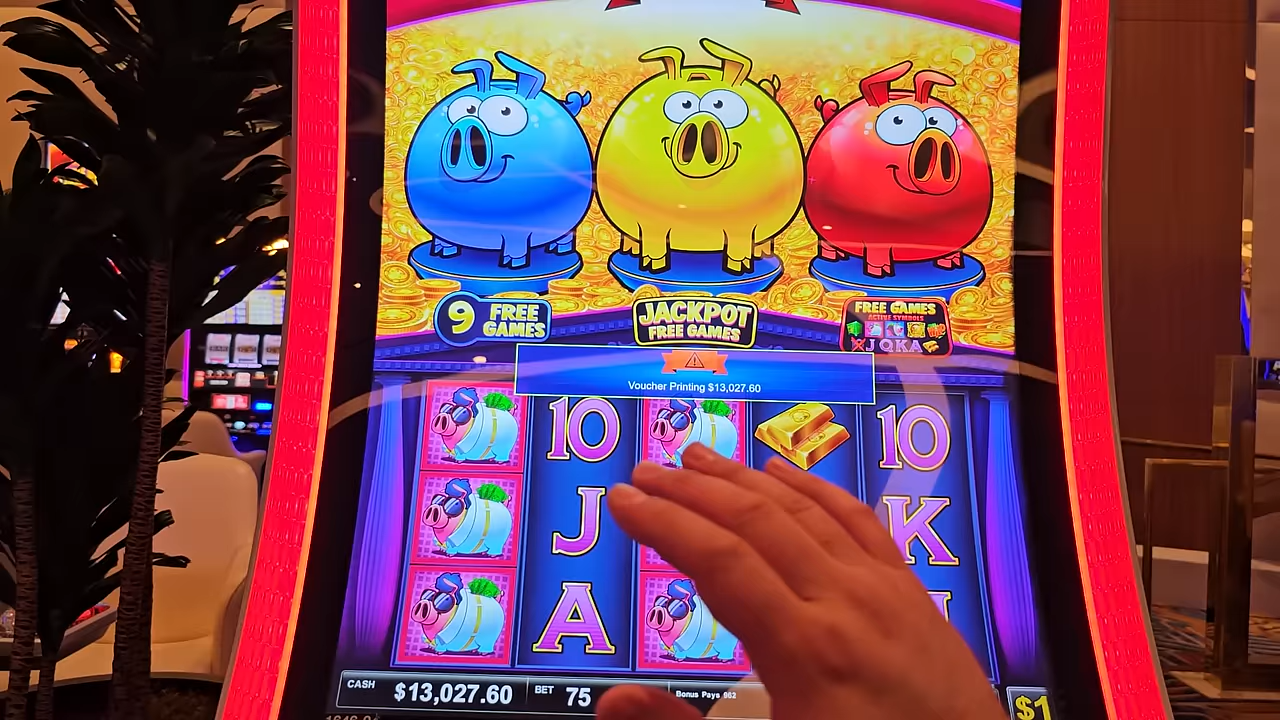 9 FREE GAMES
JACKPOT
FREE GAMES
FREE GAMES
ACTIVE SYMBOLS
J Q K A
Voucher Printing $13,027.60
10
10
J
K
A
CASH $13,027.60 BET 75
Bonus Pays 962
$1